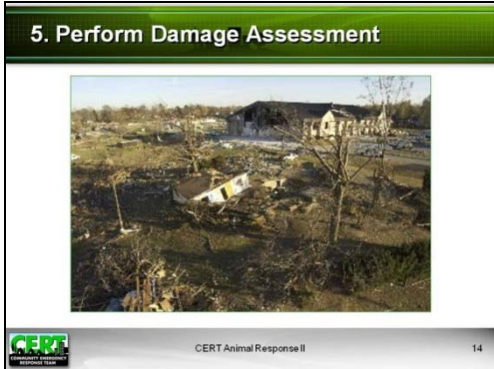 5. Perform Damage Assessment
CERT
COMMUNITY EMERGENCY
RESPONSE TEAM
CERT Animal Response II
14